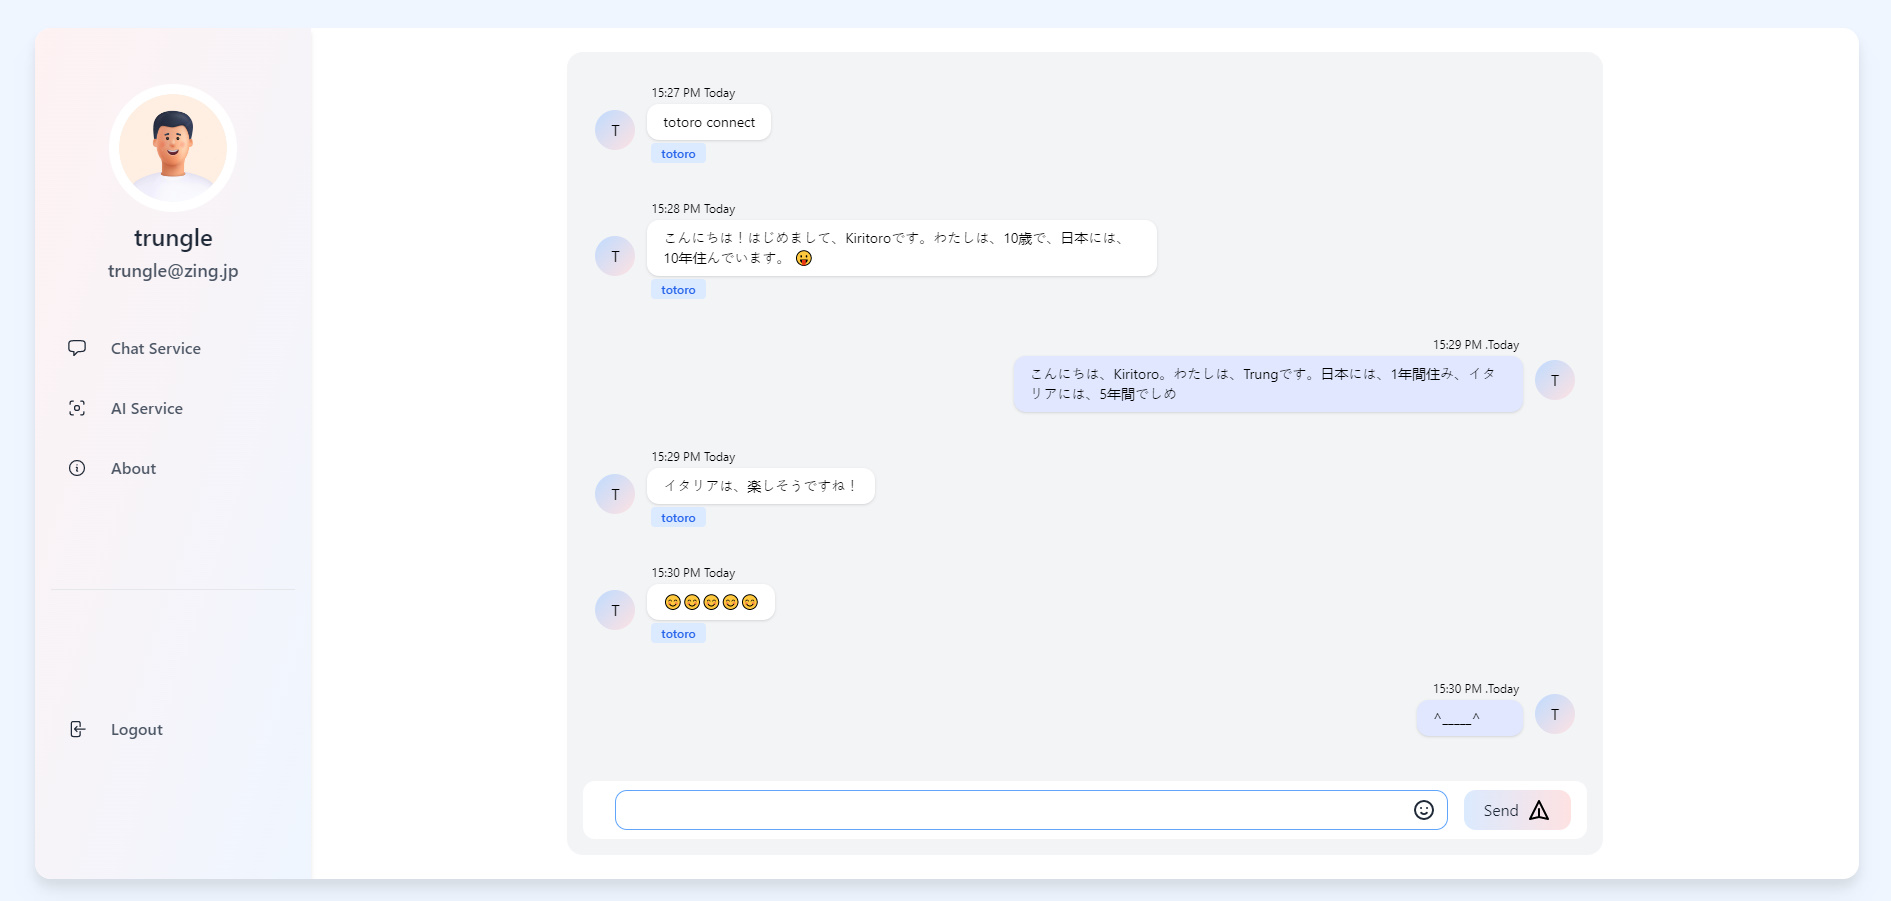 trungle
trungle@zing.jp
Chat Service
AI Service
About
Logout
15:27 PM Today
T
totoro connect
totoro
15:28 PM Today
T
こんにちは！はじめまして、Kiritoroです。わたしは、10歳で、日本には、
10年住んでいます。 😛
totoro
15:29 PM .Today
こんにちは、Kiritoro。わたしは、Trungです。日本には、1年間住み、イタ
リアには、5年間でしめ
T
15:29 PM Today
T
イタリアは、楽しそうですね！
totoro
15:30 PM Today
T
😊😊😊😊😊
totoro
15:30 PM .Today
^_____^
T
Send